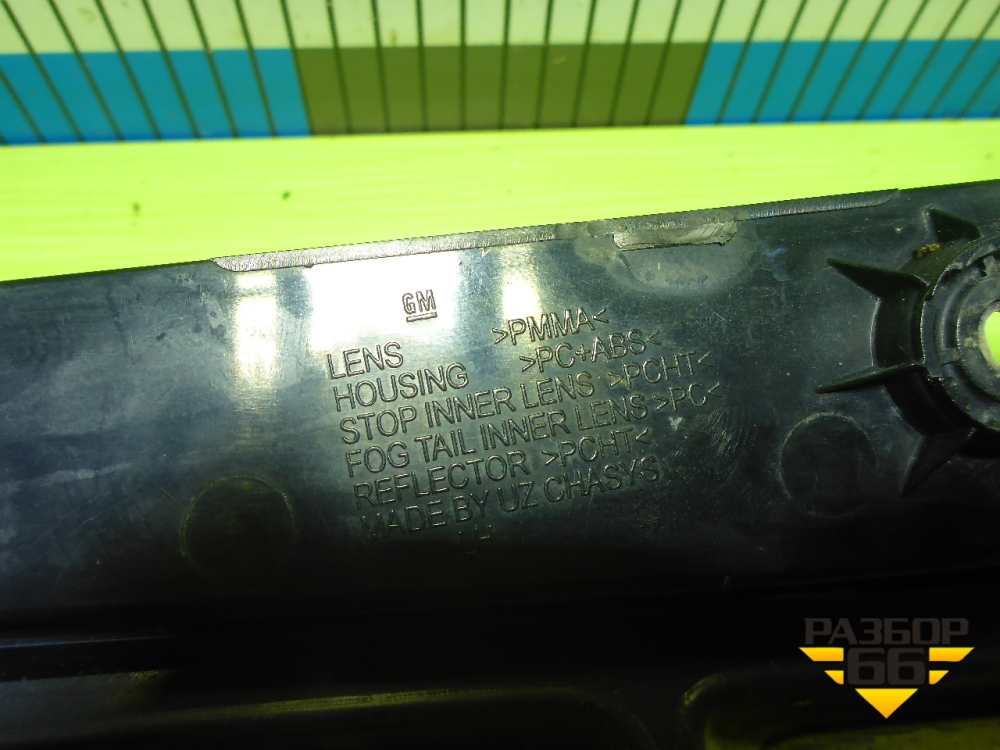 GM
LENS >PMMA<
HOUSING >PC+ABS<
STOP INNER LENS >PCHT<
FOG TAIL INNER LENS >PC<
REFLECTOR >PCHT<
MADE BY UZ CHASYS
РАЗБОР
66